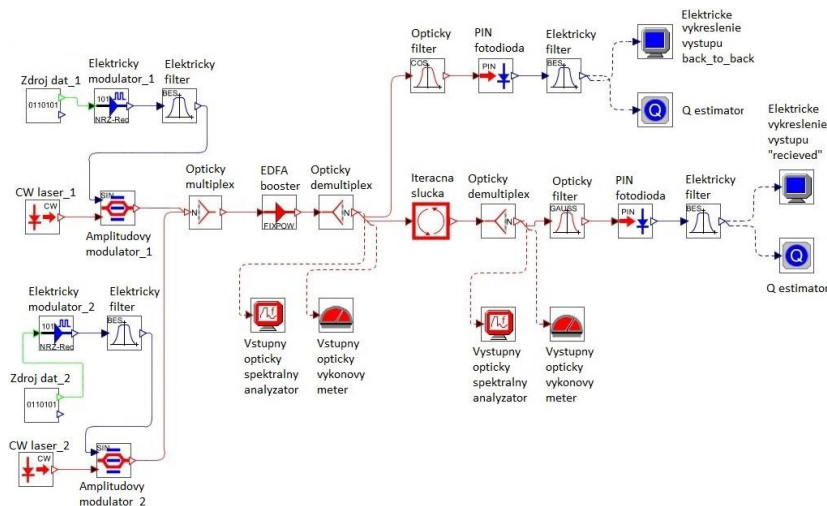 Elektricke
vykreslenie
vystupu
back_to_back
Opticky
filter
PIN
fotodioda
Elektricky
filter
COS
PIN
BES
Elektricky
modulator_1
Elektricky
filter
Zdroj dat_1
101
NRZ-Rec
BES
0110101
Q
Q estimator
Elektricke
vykreslenie
vystupu
"recieved"
CW laser_1
CW
SIN
Amplitudovy
modulator_1
Opticky
multiplex
N
EDFA
booster
FIXPOW
Opticky
demultiplex
N
Iteracna
slucka
Opticky
demultiplex
N
Opticky
filter
GAUSS
PIN
fotodioda
PIN
Elektricky
filter
BES
Q
Q estimator
Elektricky
modulator_2
Elektricky
filter
101
NRZ-Rec
BES
Zdroj dat_2
0110101
Vstupny
opticky
spektralny
analyzator
Vstupny
opticky
vykonovy
meter
Vystupny
opticky
spektralny
analyzator
Vystupny
opticky
vykonovy
meter
CW laser_2
CW
SIN
Amplitudovy
modulator_2